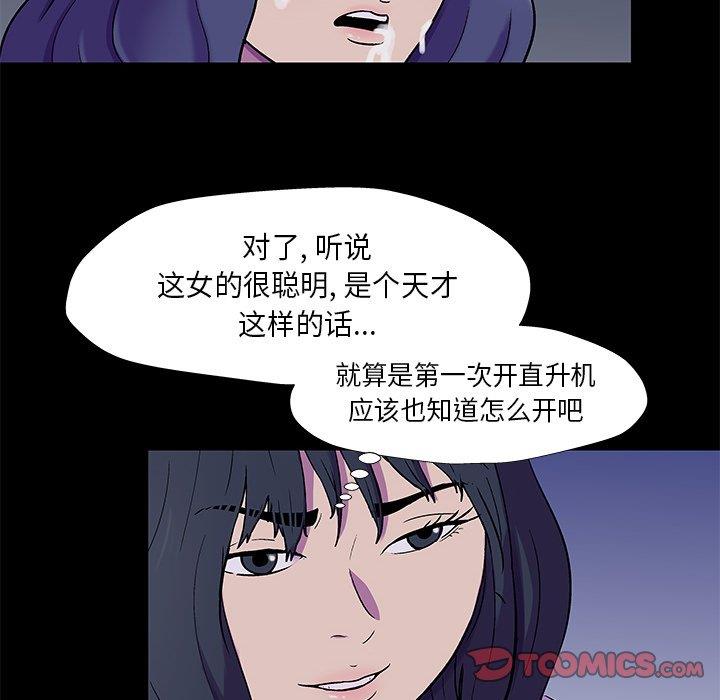 对了, 听说
这女的很聪明, 是个天才
这样的话...
就算是第一次开直升机
应该也知道怎么开吧
TOOMICS.COM